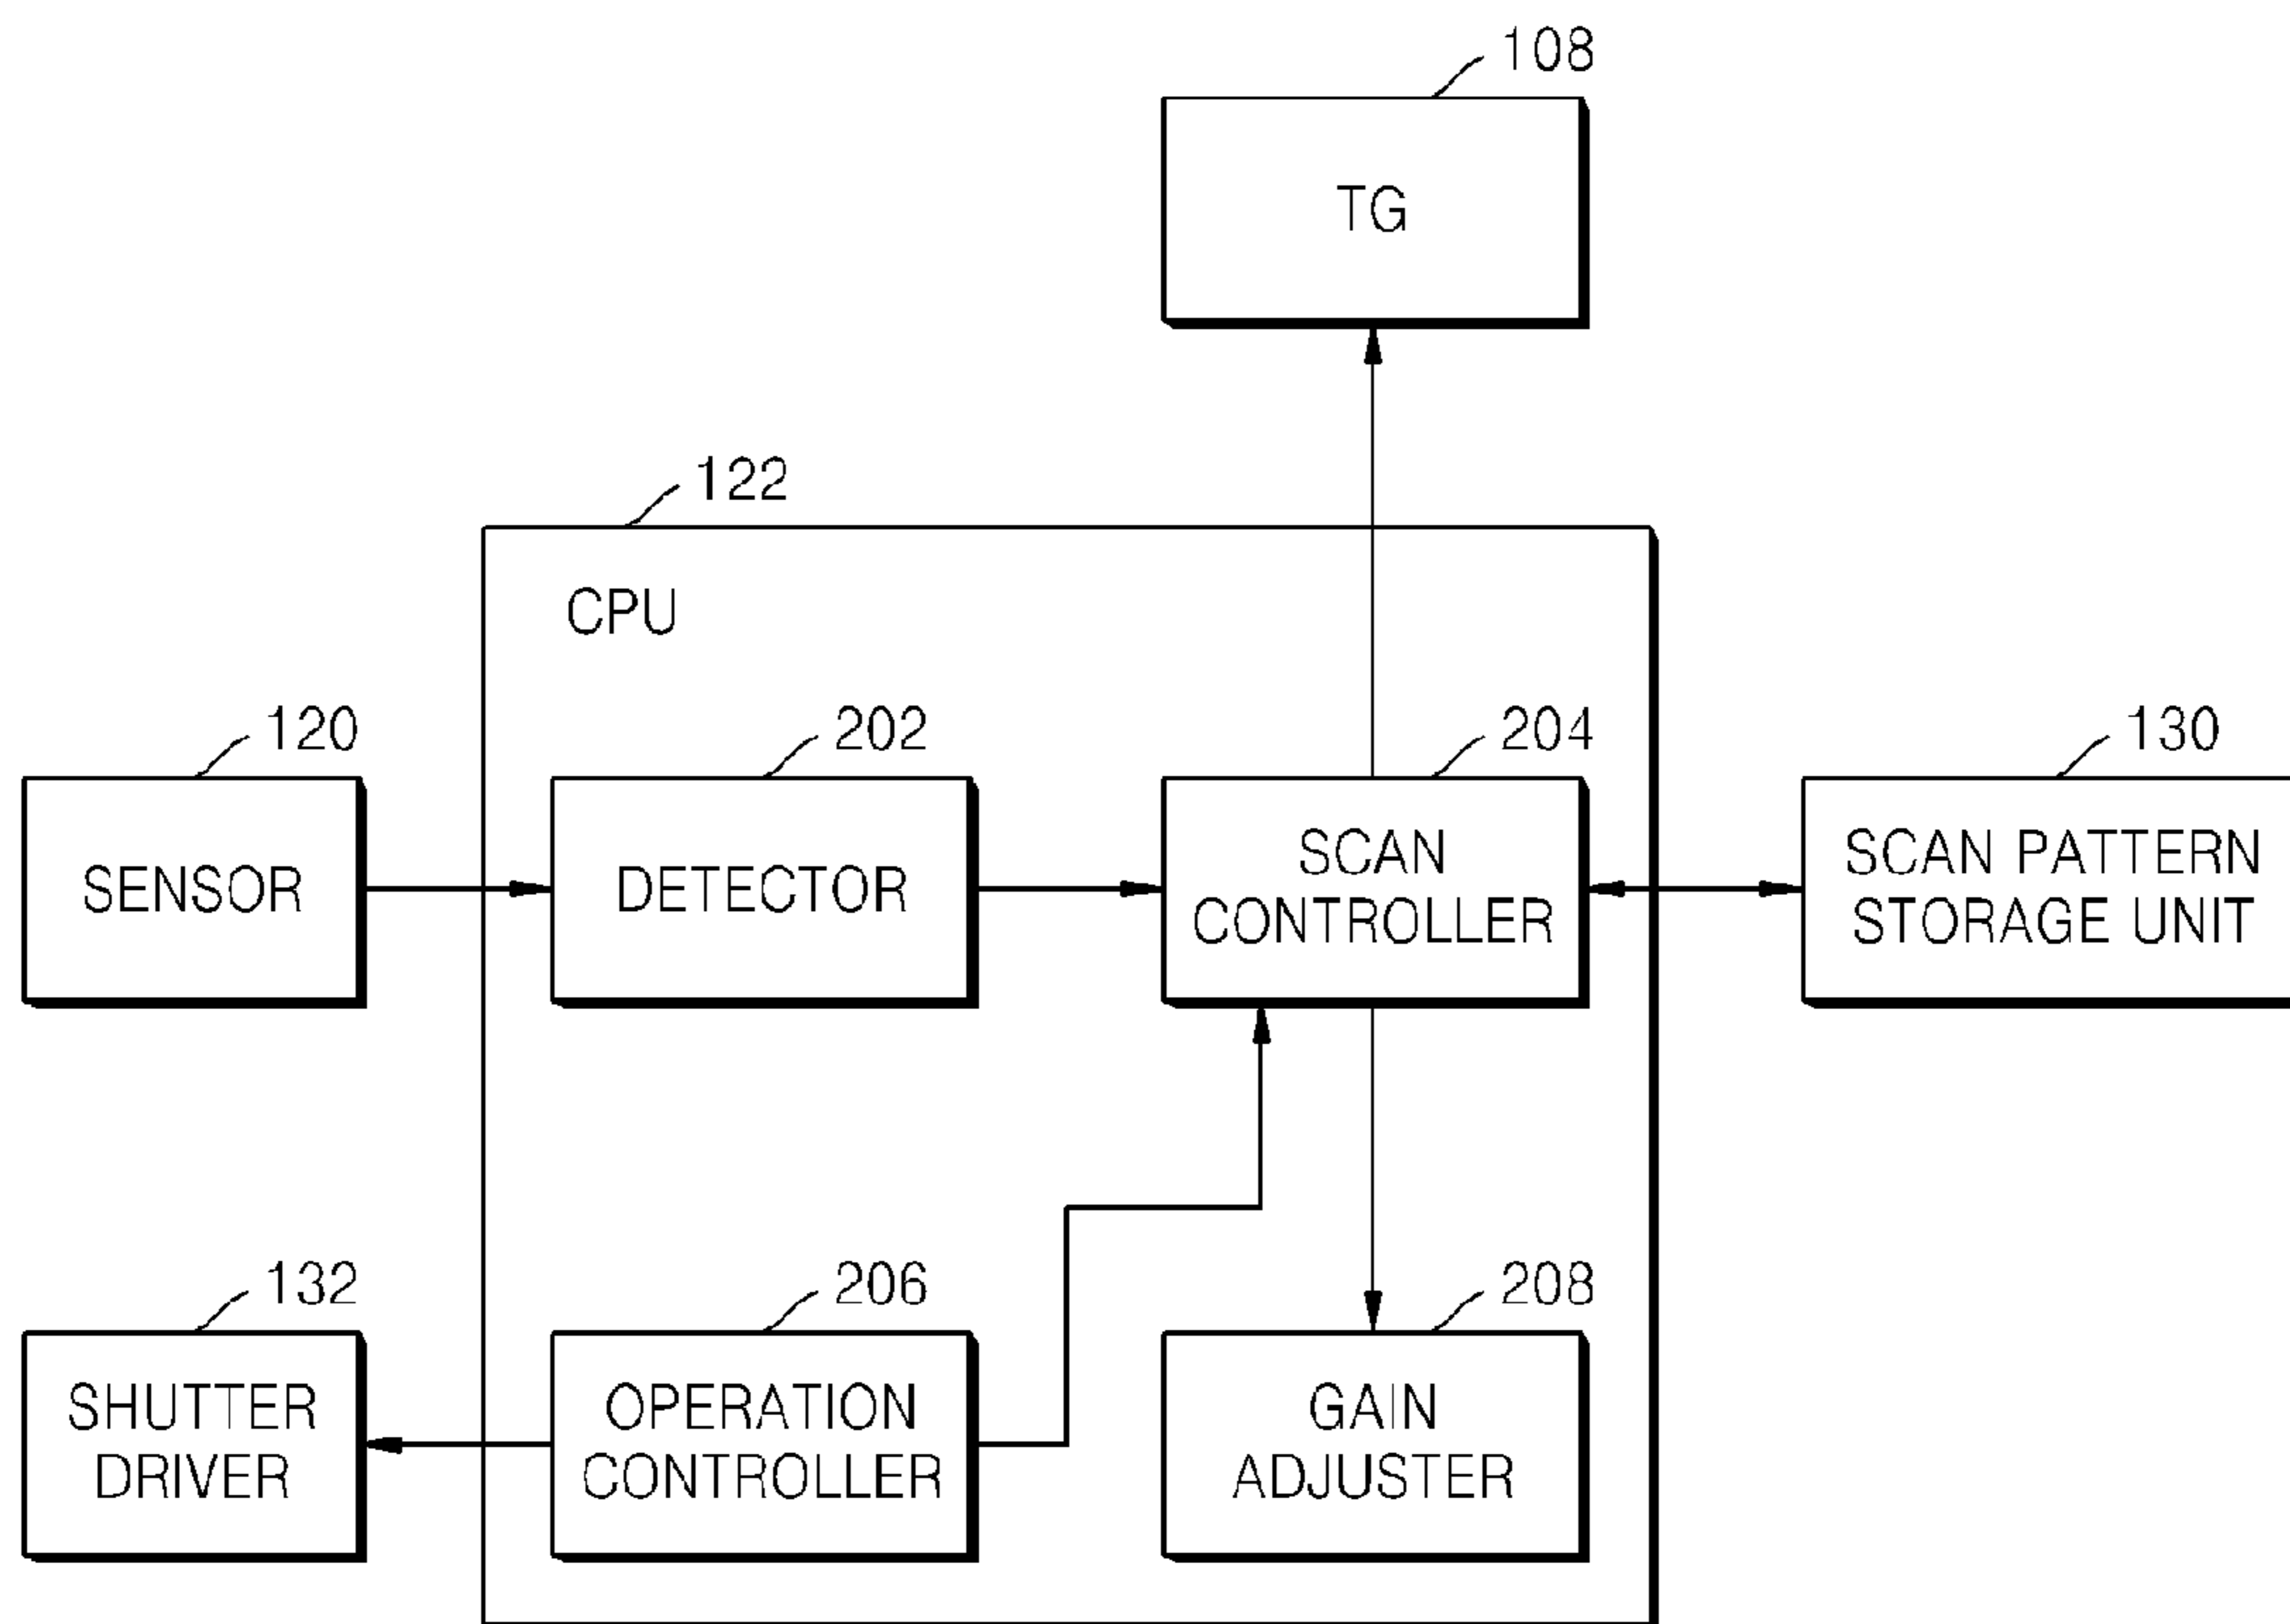 108
TG
122
CPU
120
202
204
130
SENSOR
DETECTOR
SCAN
CONTROLLER
SCAN PATTERN
STORAGE UNIT
132
206
208
SHUTTER
DRIVER
OPERATION
CONTROLLER
GAIN
ADJUSTER